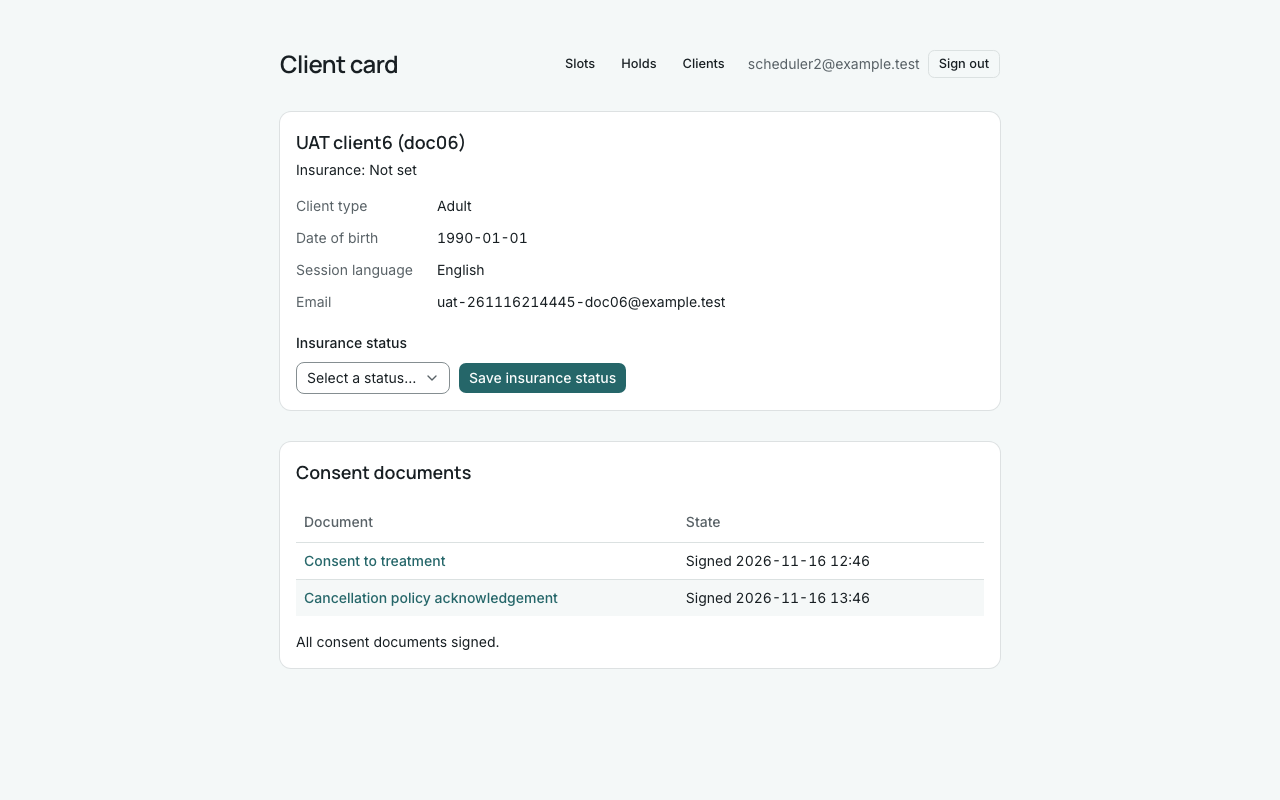 Client card Slots Holds Clients scheduler2@example.test Sign out
UAT client6 (doc06)
Insurance: Not set
Client type Adult
Date of birth 1990-01-01
Session language English
Email uat-261116214445-doc06@example.test
Insurance status
Select a status... Save insurance status
Consent documents
Document State
Consent to treatment Signed 2026-11-16 12:46
Cancellation policy acknowledgement Signed 2026-11-16 13:46
All consent documents signed.